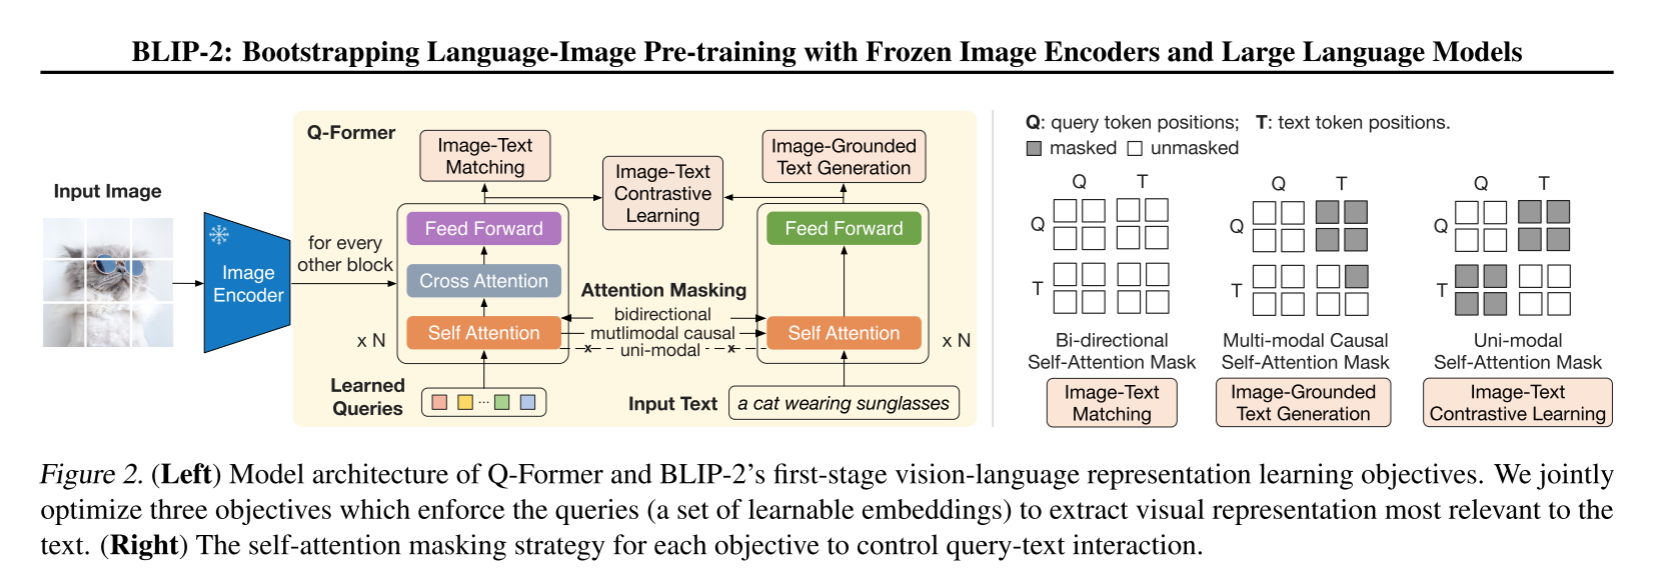 BLIP-2: Bootstrapping Language-Image Pre-training with Frozen Image Encoders and Large Language Models
Input Image
Image
Encoder
for every
other block
Q-Former
Image-Text
Matching
Image-Text
Contrastive
Learning
Image-Grounded
Text Generation
Feed Forward
Cross Attention
Self Attention
x N
Feed Forward
Self Attention
x N
Attention Masking
bidirectional
mutlimodal causal
uni-modal
x
x
Learned
Queries
...
Input Text
a cat wearing sunglasses
Q: query token positions; T: text token positions.
masked unmasked
Q T
Q
T
Bi-directional
Self-Attention Mask
Image-Text
Matching
Q T
Q
T
Multi-modal Causal
Self-Attention Mask
Image-Grounded
Text Generation
Q T
Q
T
Uni-modal
Self-Attention Mask
Image-Text
Contrastive Learning
Figure 2. (Left) Model architecture of Q-Former and BLIP-2's first-stage vision-language representation learning objectives. We jointly
optimize three objectives which enforce the queries (a set of learnable embeddings) to extract visual representation most relevant to the
text. (Right) The self-attention masking strategy for each objective to control query-text interaction.